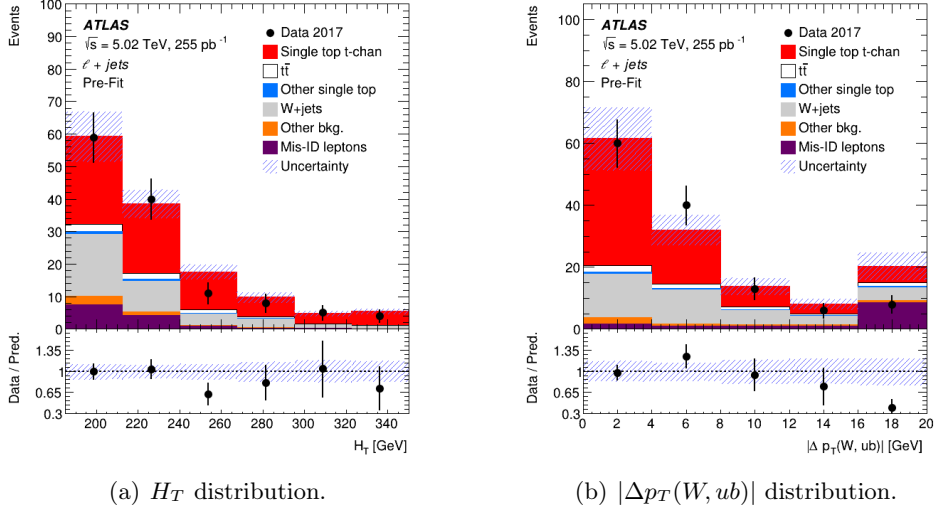 Events
100
90
80
70
60
50
40
30
20
10
0
ATLAS
√s = 5.02 TeV, 255 pb⁻¹
ℓ + jets
Pre-Fit
Data 2017
Single top t-chan
tt̄
Other single top
W+jets
Other bkg.
Mis-ID leptons
Uncertainty
Data / Pred.
1.35
1
0.65
0.3
200 220 240 260 280 300 320 340
H_T [GeV]
(a) H_T distribution.
Events
100
80
60
40
20
0
ATLAS
√s = 5.02 TeV, 255 pb⁻¹
ℓ + jets
Pre-Fit
Data 2017
Single top t-chan
tt̄
Other single top
W+jets
Other bkg.
Mis-ID leptons
Uncertainty
Data / Pred.
1.35
1
0.65
0.3
0 2 4 6 8 10 12 14 16 18 20
|Δ p_T(W, ub)| [GeV]
(b) |Δp_T(W, ub)| distribution.